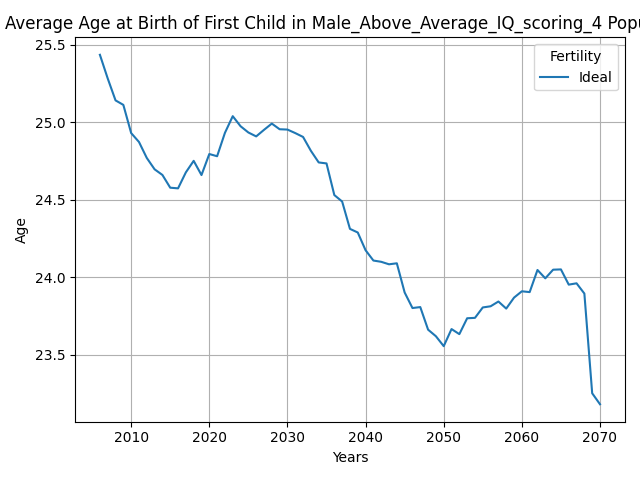 Average Age at Birth of First Child in Male_Above_Average_IQ_scoring_4 Popu
Fertility
Ideal
25.5
25.0
24.5
24.0
23.5
Age
2010 2020 2030 2040 2050 2060 2070
Years